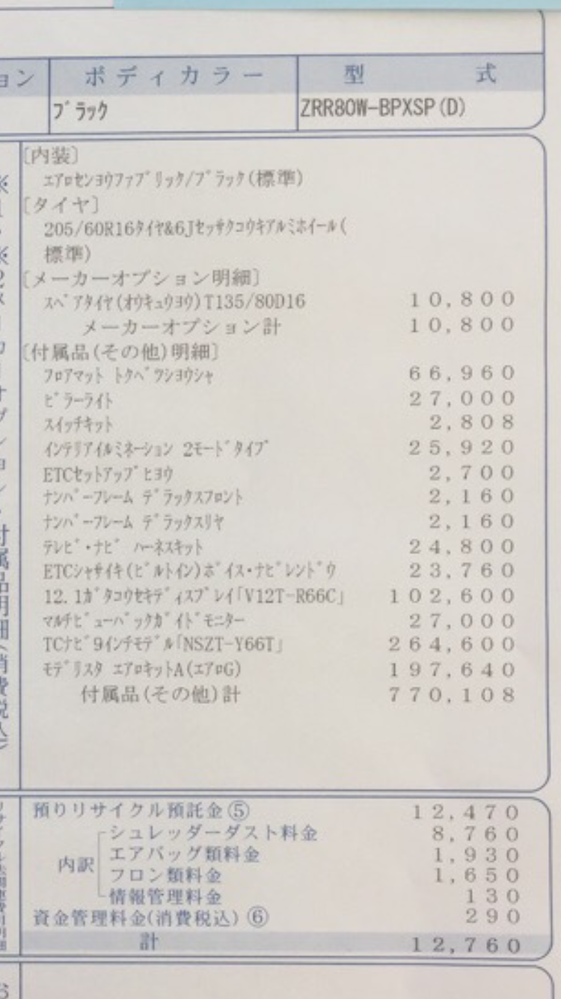 ョン
ボディカラー
型 式
ブラック
ZRR80W-BPXSP(D)
[内装]
エアロセンヨウファブリック/ブラック(標準)
[タイヤ]
205/60R16タイヤ&6Jセッサクコウキアルミホイール(
標準)
[メーカーオプション明細]
スペアタイヤ(オウキュウヨウ)T135/80D16 10,800
メーカーオプション計 10,800
[付属品(その他)明細]
フロアマット トクベツシヨウシャ 66,960
ピラーライト 27,000
スイッチキット 2,808
インテリアイルミネーション 2モードタイプ 25,920
ETCセットアップヒヨウ 2,700
ナンバーフレーム デラックスフロント 2,160
ナンバーフレーム デラックスリヤ 2,160
テレビ・ナビ ハーネスキット 24,800
ETCシャサイキ(ビルトイン)ボイス・ナビレンドウ 23,760
12.1ガタコウセキディスプレイ「V12T-R66C」 102,600
マルチビューバックガイドモニター 27,000
TCナビ9インチモデル「NSZT-Y66T」 264,600
モデリスタ エアロキットA(エアロG) 197,640
付属品(その他)計 770,108
預りリサイクル預託金⑤ 12,470
内訳
シュレッダーダスト料金 8,760
エアバッグ類料金 1,930
フロン類料金 1,650
情報管理料金 130
資金管理料金(消費税込)⑥ 290
計 12,760